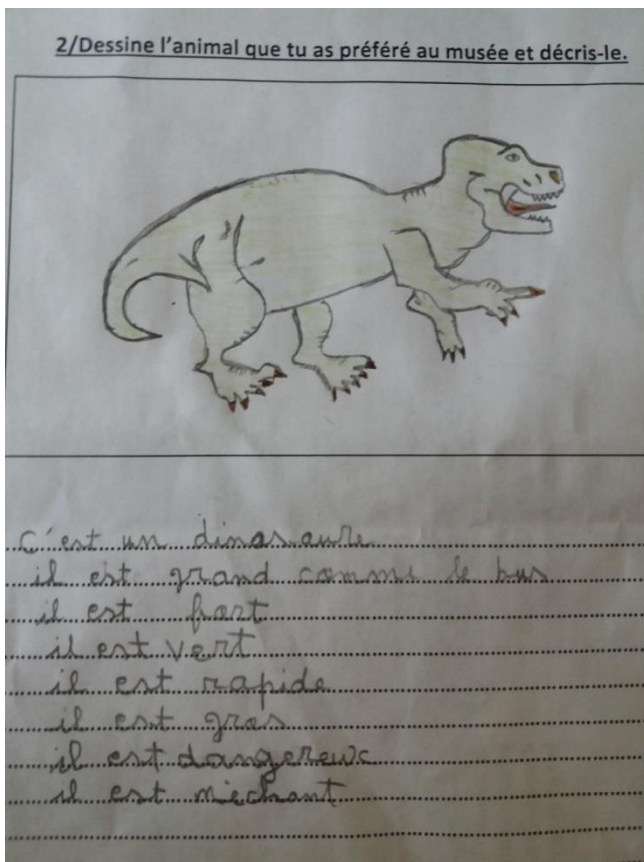 2/Dessine l'animal que tu as préféré au musée et décris-le.
C'est un dinosaure
il est grand comme le bus
il est fort
il est vert
il est rapide
il est gros
il est dangereux
il est méchant